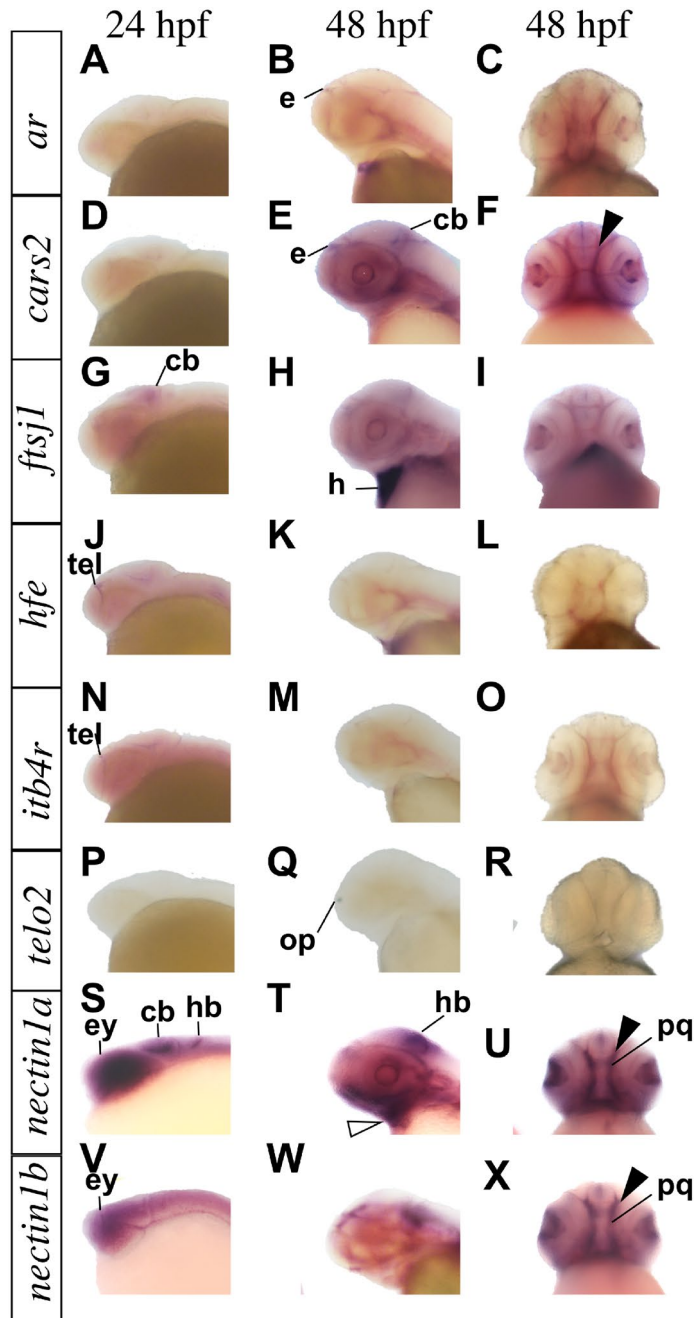 24 hpf 48 hpf 48 hpf
ar
A B C
e
cars2
D E F
cb
e
ftsj1
G H I
cb
h
hfe
J K L
tel
itb4r
N M O
tel
telo2
P Q R
op
nectin1a
S T U
ey cb hb hb pq
nectin1b
V W X
ey pq